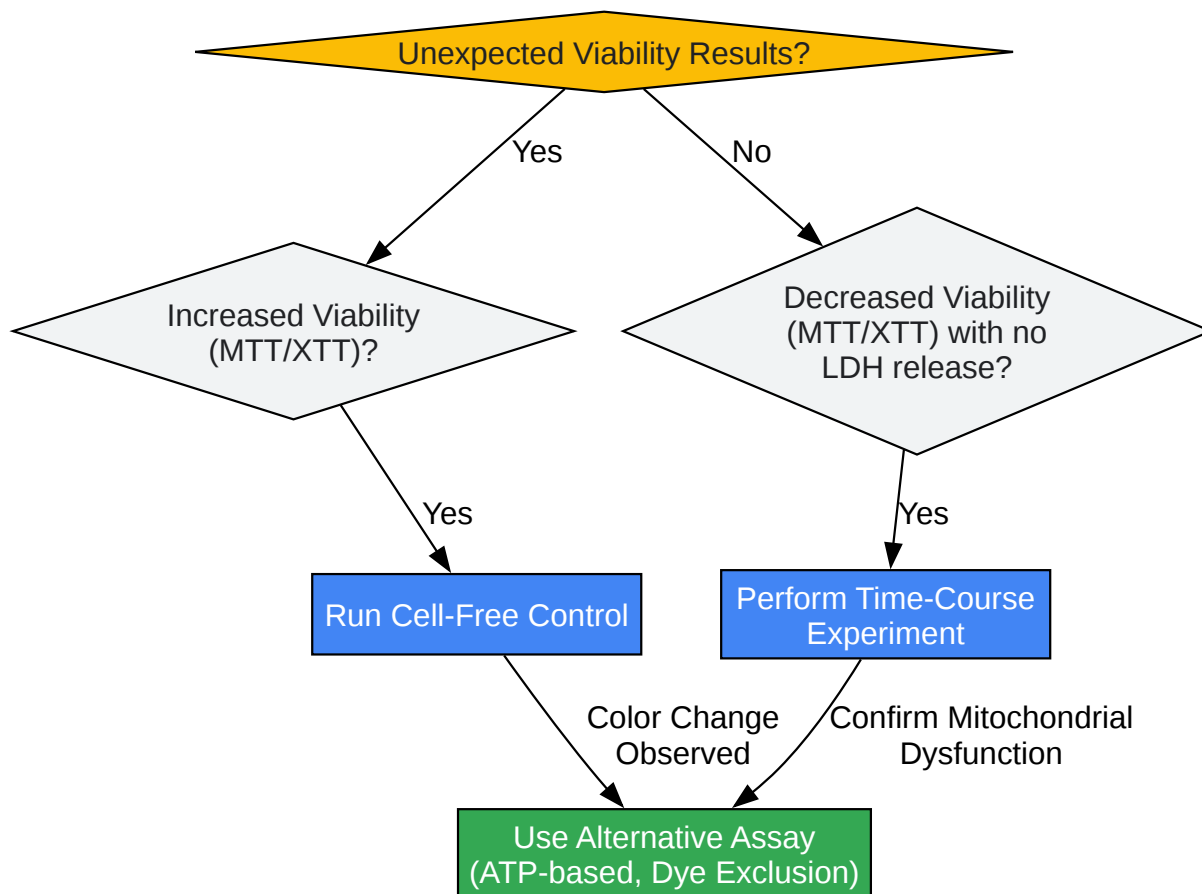 Unexpected Viability Results?
Yes
No
Increased Viability
(MTT/XTT)?
Decreased Viability
(MTT/XTT) with no
LDH release?
Yes
Yes
Run Cell-Free Control
Perform Time-Course
Experiment
Color Change
Observed
Confirm Mitochondrial
Dysfunction
Use Alternative Assay
(ATP-based, Dye Exclusion)